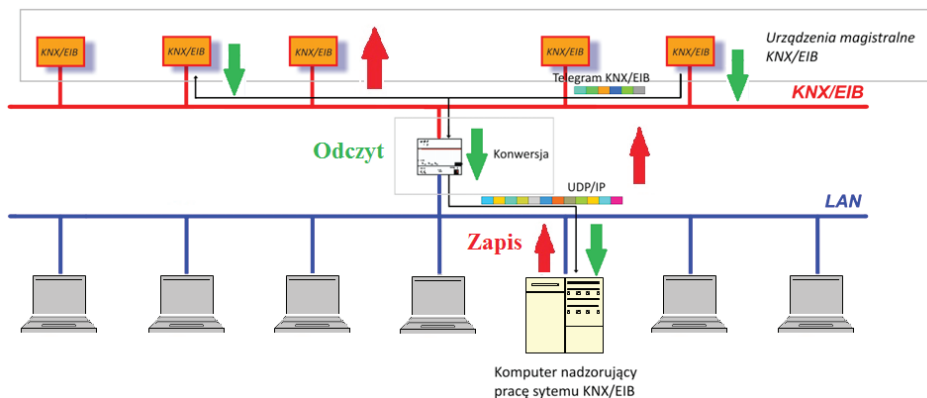 KNX/EIB
KNX/EIB
KNX/EIB
KNX/EIB
KNX/EIB
Urządzenia magistralne
KNX/EIB
Telegram KNX/EIB
KNX/EIB
Odczyt
Konwersja
UDP/IP
LAN
Zapis
Komputer nadzorujący
pracę sytemu KNX/EIB